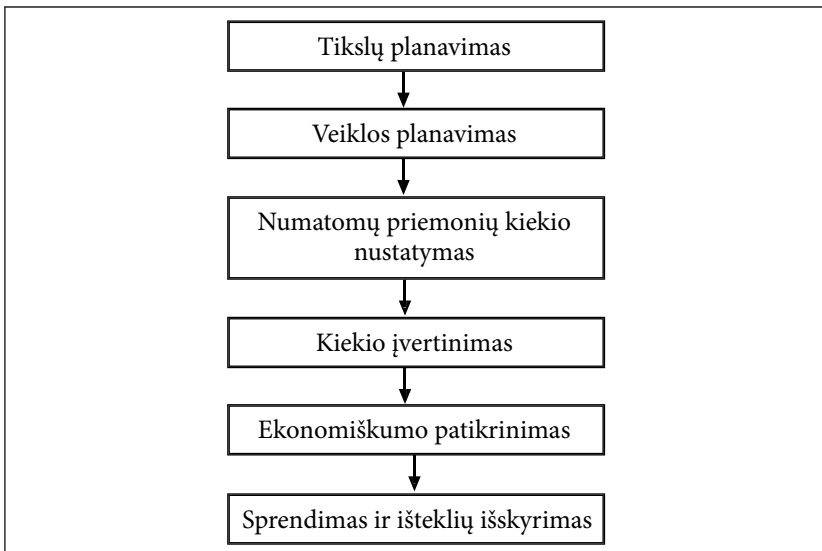 Tikslų planavimas
Veiklos planavimas
Numatomų priemonių kiekio
nustatymas
Kiekio įvertinimas
Ekonomiškumo patikrinimas
Sprendimas ir išteklių išskyrimas